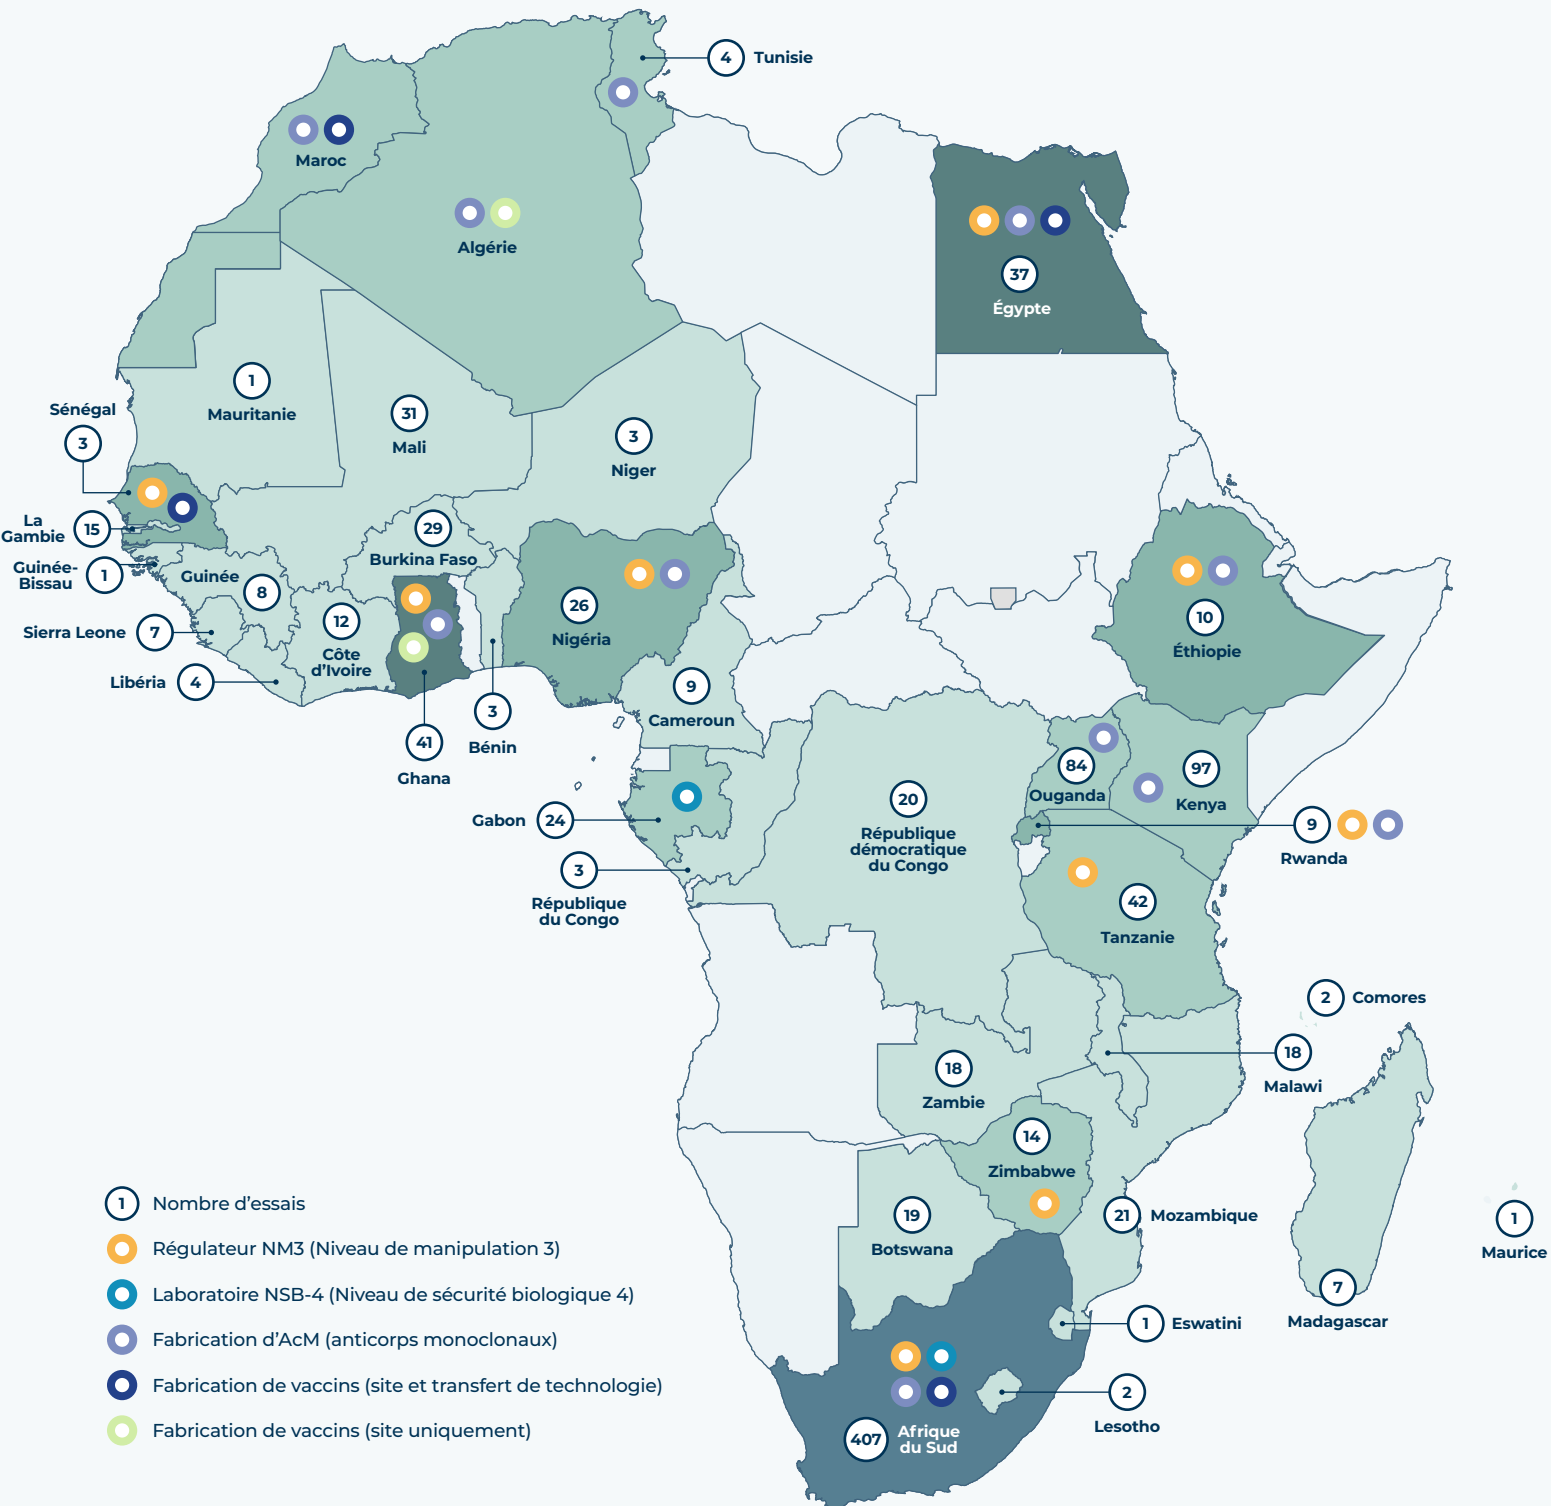 4 Tunisie
Maroc
Algérie
37
Égypte
1
Mauritanie
31
Mali
3
Niger
Sénégal
3
La
Gambie
15
Guinée-
Bissau
1
Guinée
8
29
Burkina Faso
Sierra Leone 7
12
Côte
d’Ivoire
Libéria 4
26
Nigéria
10
Éthiopie
3
Bénin
41
Ghana
9
Cameroun
84
Ouganda
97
Kenya
Gabon 24
20
République
démocratique
du Congo
9
Rwanda
3
République
du Congo
42
Tanzanie
2 Comores
18
Malawi
18
Zambie
14
Zimbabwe
19
Botswana
21 Mozambique
1
Maurice
7
Madagascar
1 Eswatini
2
Lesotho
407
Afrique
du Sud
1 Nombre d’essais
Régulateur NM3 (Niveau de manipulation 3)
Laboratoire NSB-4 (Niveau de sécurité biologique 4)
Fabrication d’AcM (anticorps monoclonaux)
Fabrication de vaccins (site et transfert de technologie)
Fabrication de vaccins (site uniquement)